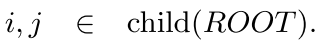 i, j ∈ child(ROOT).